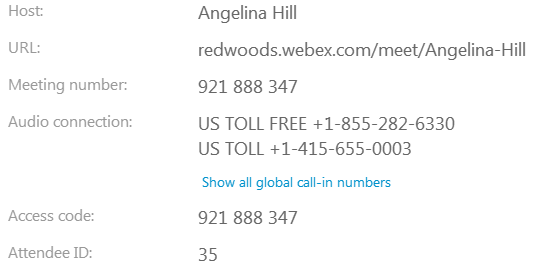 Host: Angelina Hill
URL: redwoods.webex.com/meet/Angelina-Hill
Meeting number: 921 888 347
Audio connection: US TOLL FREE +1-855-282-6330
US TOLL +1-415-655-0003
Show all global call-in numbers
Access code: 921 888 347
Attendee ID: 35